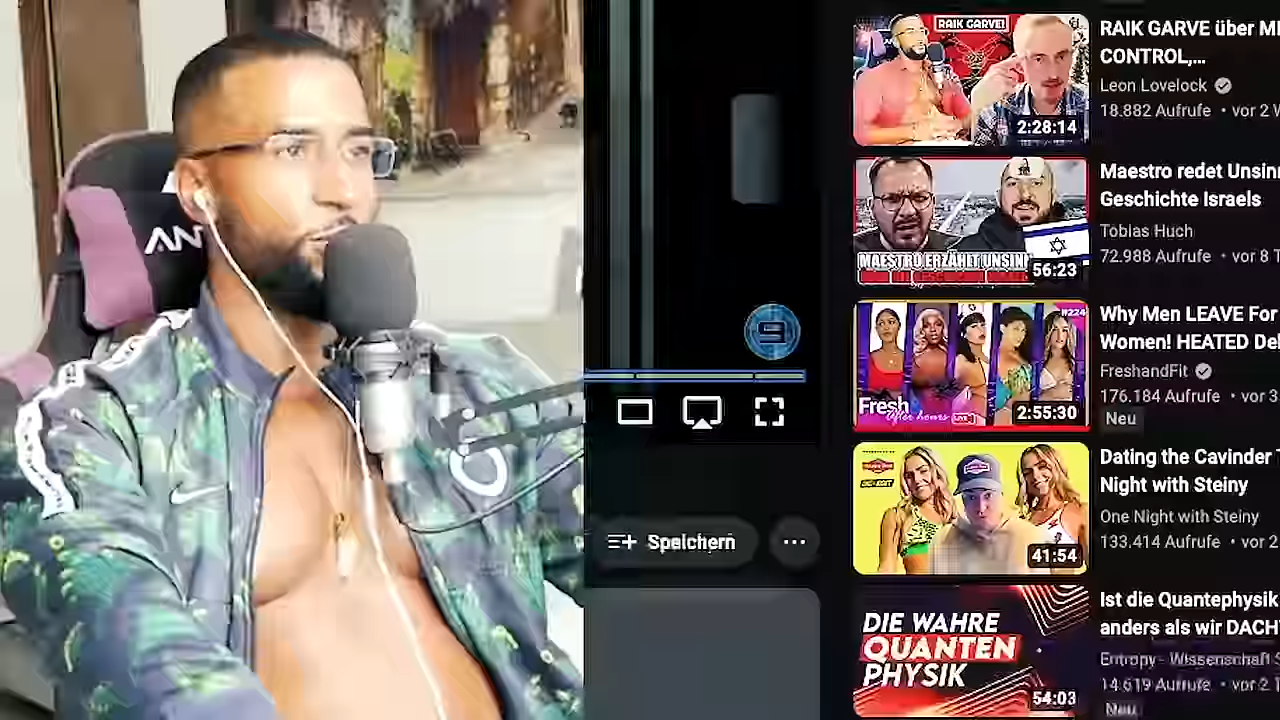 AN
Speichern
RAIK GARVE!
2:28:14
RAIK GARVE über MI
CONTROL,...
Leon Lovelock
18.882 Aufrufe • vor 2 W
MAESTRO ERZÄHLT UNSINN
56:23
Maestro redet Unsinn
Geschichte Israels
Tobias Huch
72.988 Aufrufe • vor 8 T
#224
Fresh
After hours LIVE
2:55:30
Why Men LEAVE For
Women! HEATED De
FreshandFit
176.184 Aufrufe • vor 3
Neu
41:54
Dating the Cavinder T
Night with Steiny
One Night with Steiny
133.414 Aufrufe • vor 2
DIE WAHRE
QUANTEN
PHYSIK
54:03
Ist die Quantephysik
anders als wir DACH
Entropy - Wissenschaft S
14.619 Aufrufe • vor 2 T
Neu